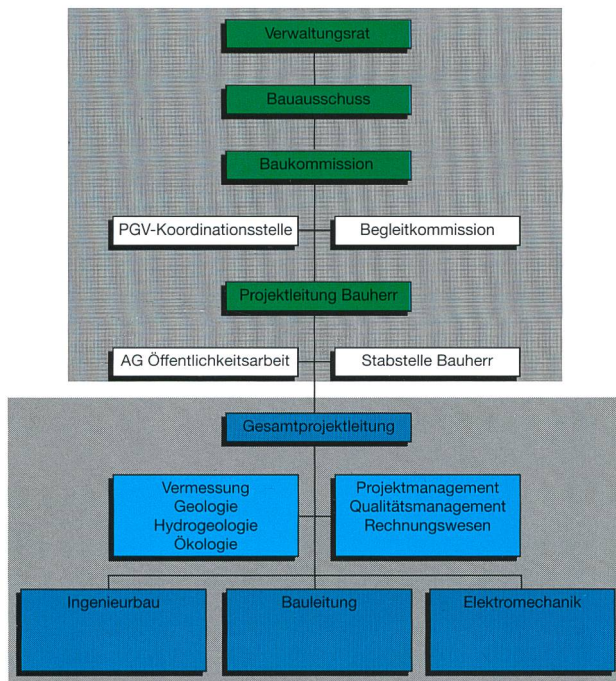 Verwaltungsrat
Bauausschuss
Baukommission
PGV-Koordinationsstelle
Begleitkommission
Projektleitung Bauherr
AG Öffentlichkeitsarbeit
Stabstelle Bauherr
Gesamtprojektleitung
Vermessung
Geologie
Hydrogeologie
Ökologie
Projektmanagement
Qualitätsmanagement
Rechnungswesen
Ingenieurbau
Bauleitung
Elektromechanik